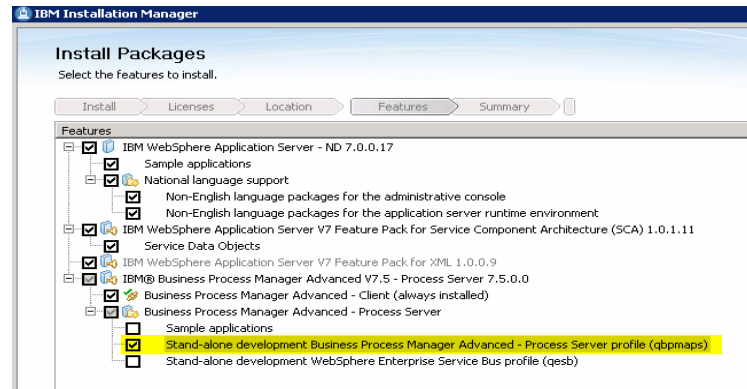 IBM Installation Manager
Install Packages
Select the features to install.
Install Licenses Location Features Summary
Features
IBM WebSphere Application Server - ND 7.0.0.17
Sample applications
National language support
Non-English language packages for the administrative console
Non-English language packages for the application server runtime environment
IBM WebSphere Application Server V7 Feature Pack for Service Component Architecture (SCA) 1.0.1.11
Service Data Objects
IBM WebSphere Application Server V7 Feature Pack for XML 1.0.0.9
IBM® Business Process Manager Advanced V7.5 - Process Server 7.5.0.0
Business Process Manager Advanced - Client (always installed)
Business Process Manager Advanced - Process Server
Sample applications
Stand-alone development Business Process Manager Advanced - Process Server profile (qbpmaps)
Stand-alone development WebSphere Enterprise Service Bus profile (qesb)